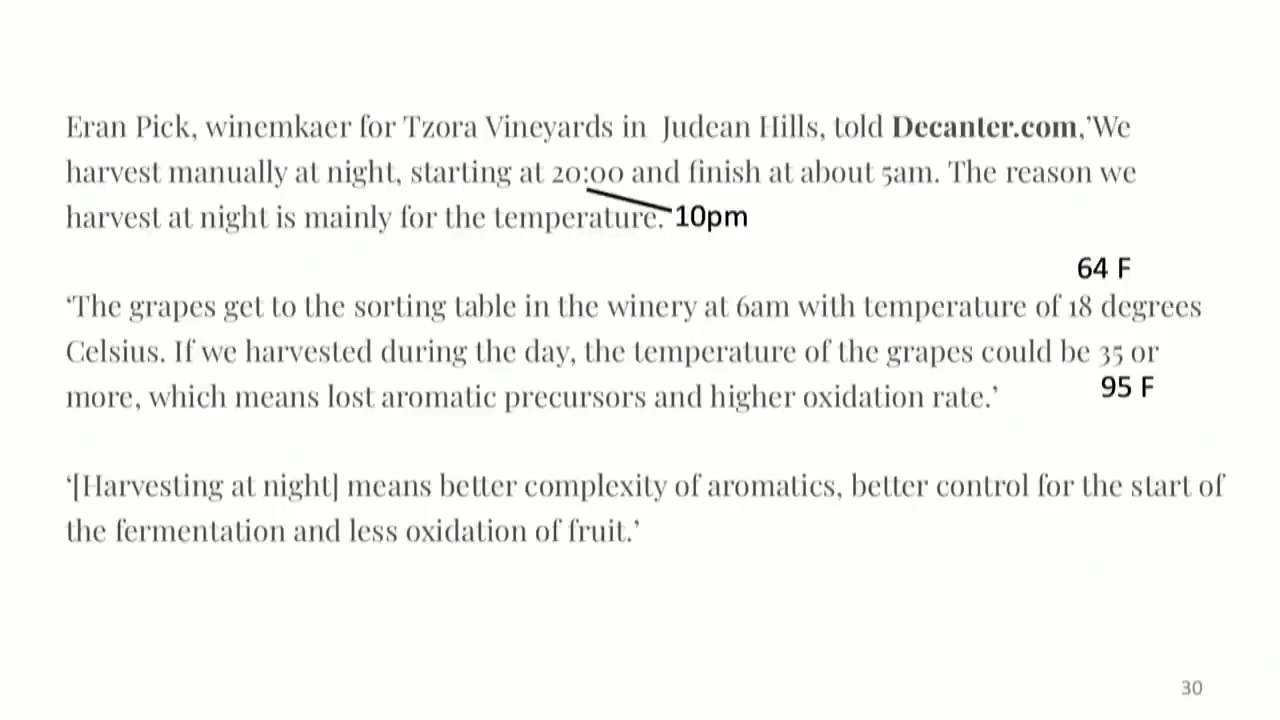 Eran Pick, winemkaer for Tzora Vineyards in Judean Hills, told Decanter.com,’We
harvest manually at night, starting at 20:00 and finish at about 5am. The reason we
harvest at night is mainly for the temperature. 10pm
64 F
‘The grapes get to the sorting table in the winery at 6am with temperature of 18 degrees
Celsius. If we harvested during the day, the temperature of the grapes could be 35 or
95 F
more, which means lost aromatic precursors and higher oxidation rate.’
‘[Harvesting at night] means better complexity of aromatics, better control for the start of
the fermentation and less oxidation of fruit.’
30